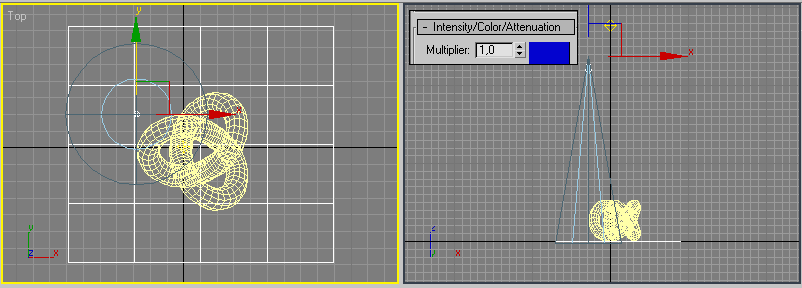 Top
y
x
y
z
x
− Intensity/Color/Attenuation
Multiplier: 1,0
x
z
y
x